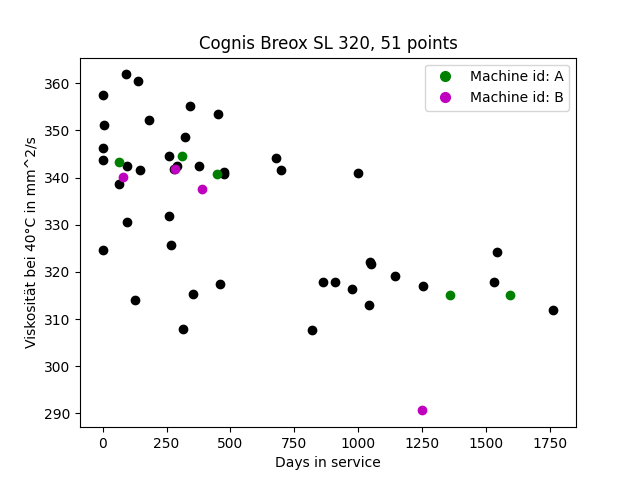 Cognis Breox SL 320, 51 points
Machine id: A
Machine id: B
Viskosität bei 40°C in mm^2/s
360
350
340
330
320
310
300
290
0 250 500 750 1000 1250 1500 1750
Days in service